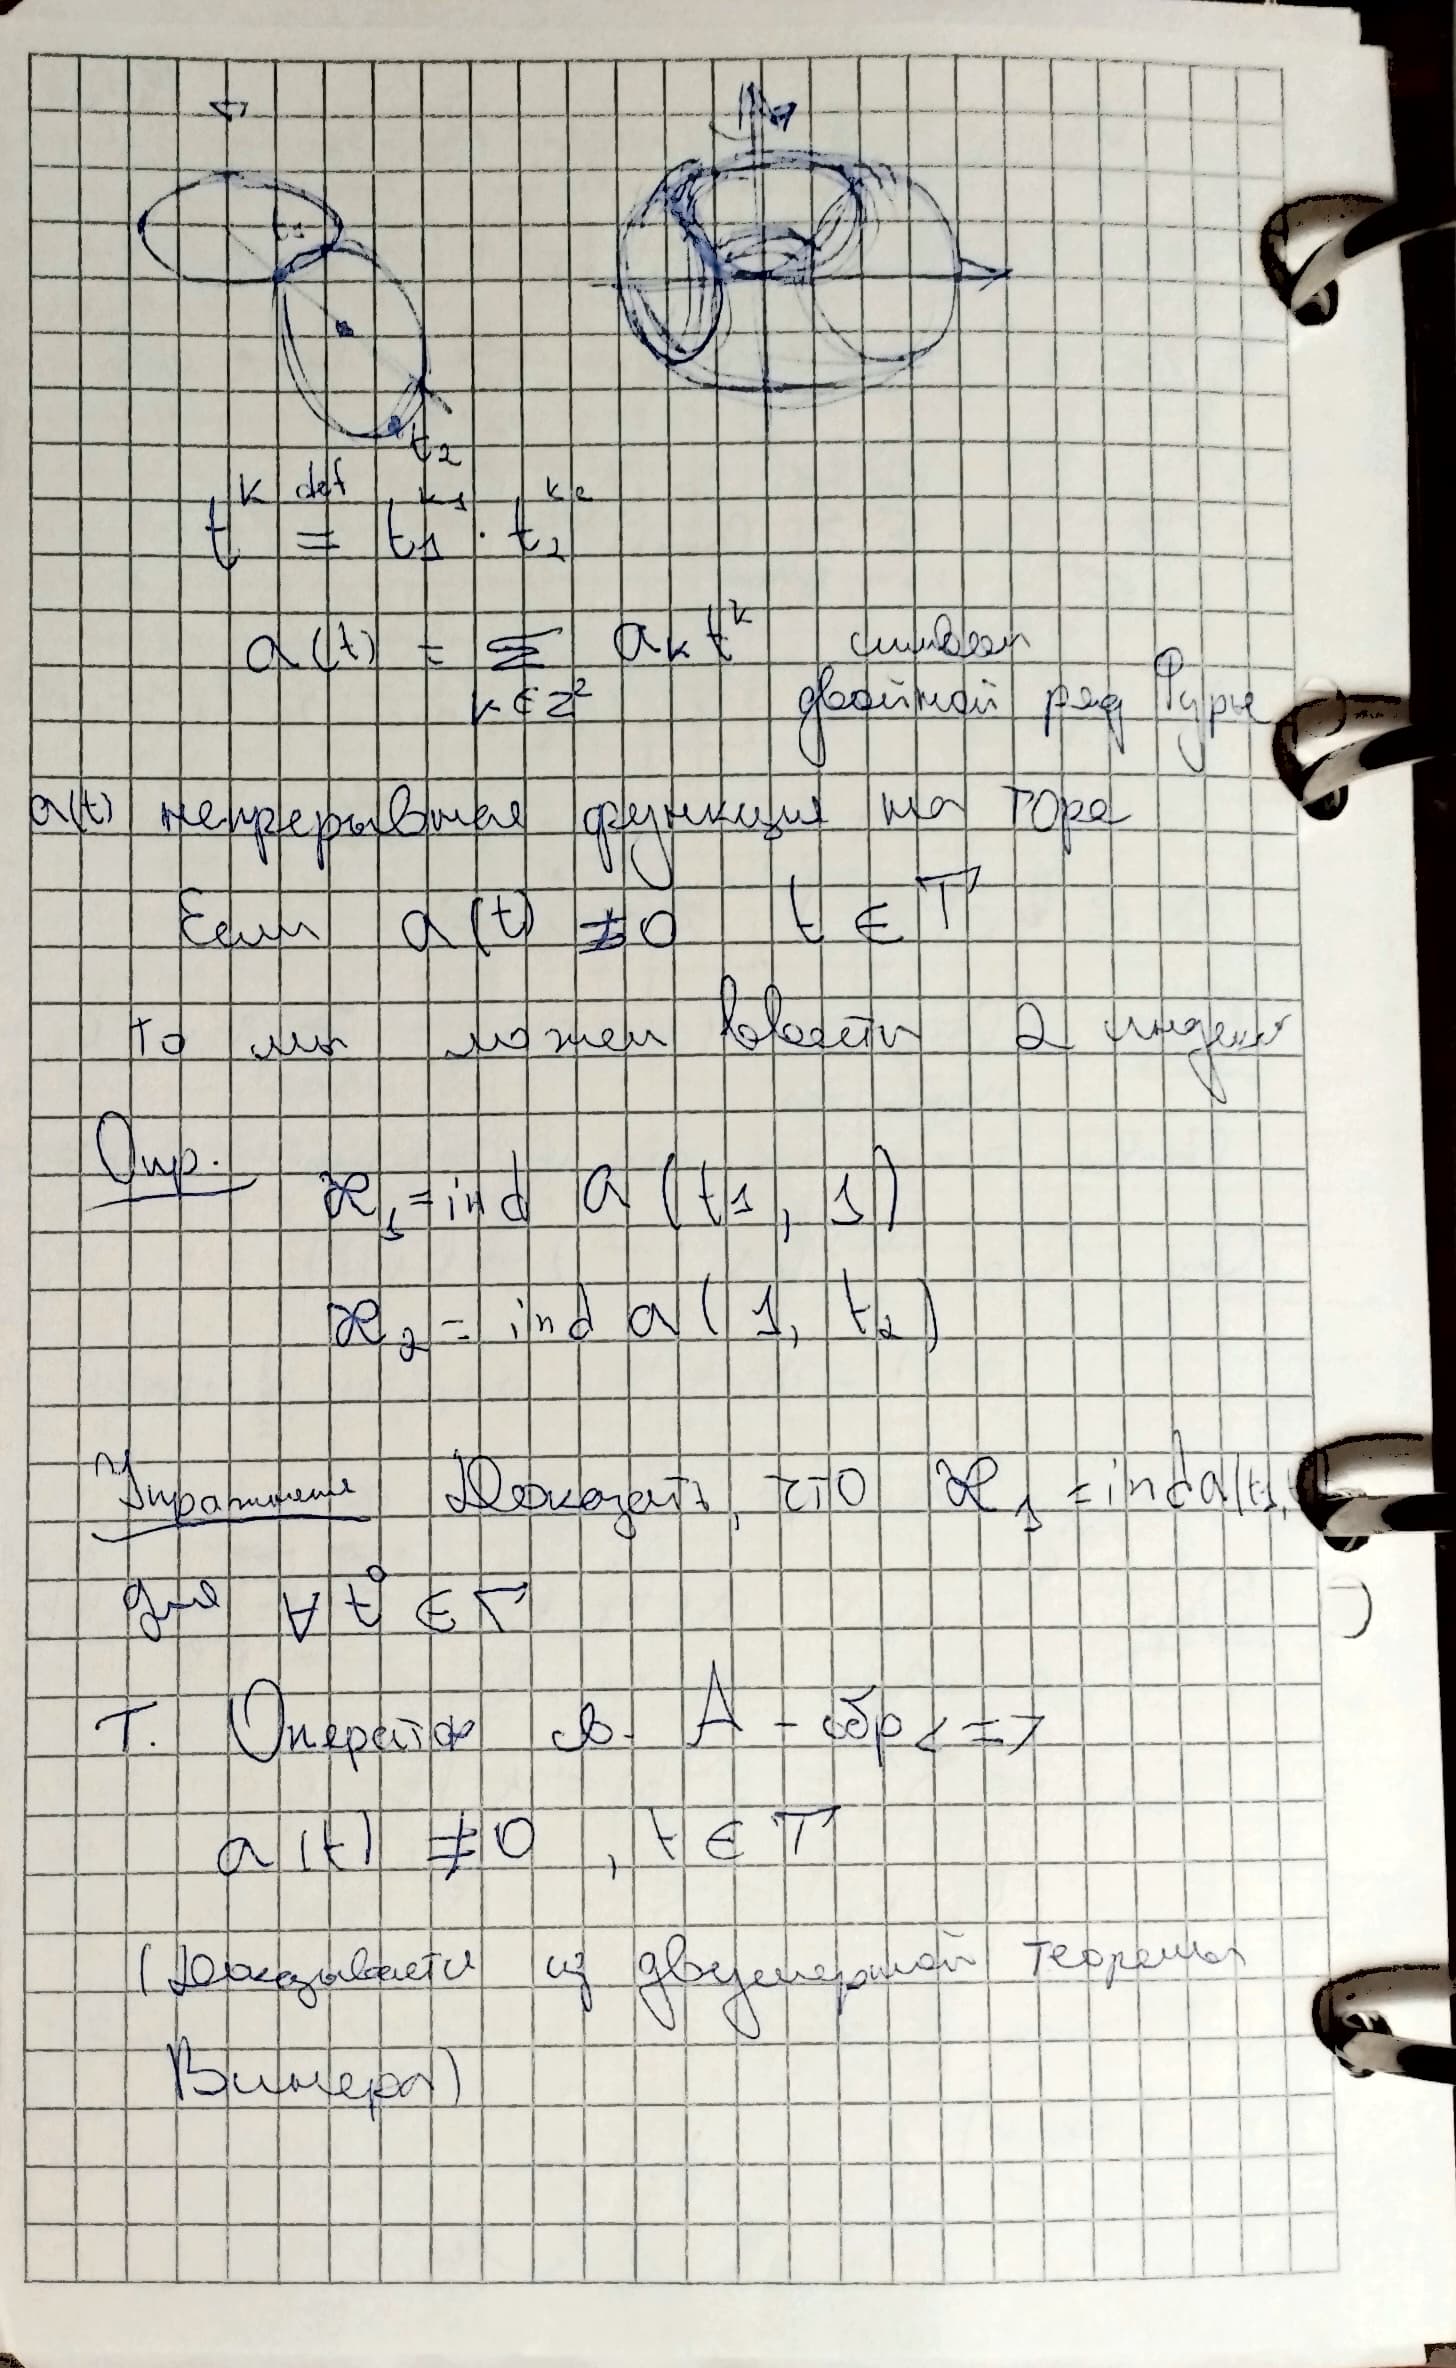 t₁
t₂
t^k def= t₁^k₁ · t₂^k₂
a(t) = Σ a_k t^k символ
k∈Z² двойной ряд Фурье
a(t) непрерывная функция на торе
Если a(t) ≠ 0 t ∈ T
то мы можем ввести 2 индекса
Опр. æ₁ = ind a(t₁, 1)
æ₂ = ind a(1, t₂)
Упражнение Доказать, что æ₁ = ind a(t₁,
для ∀ t⁰ ∈ Γ
Т. Оператор св. A - обр <=>
a(t) ≠ 0, t ∈ T
(Доказывается из двумерной теоремы
Винера)